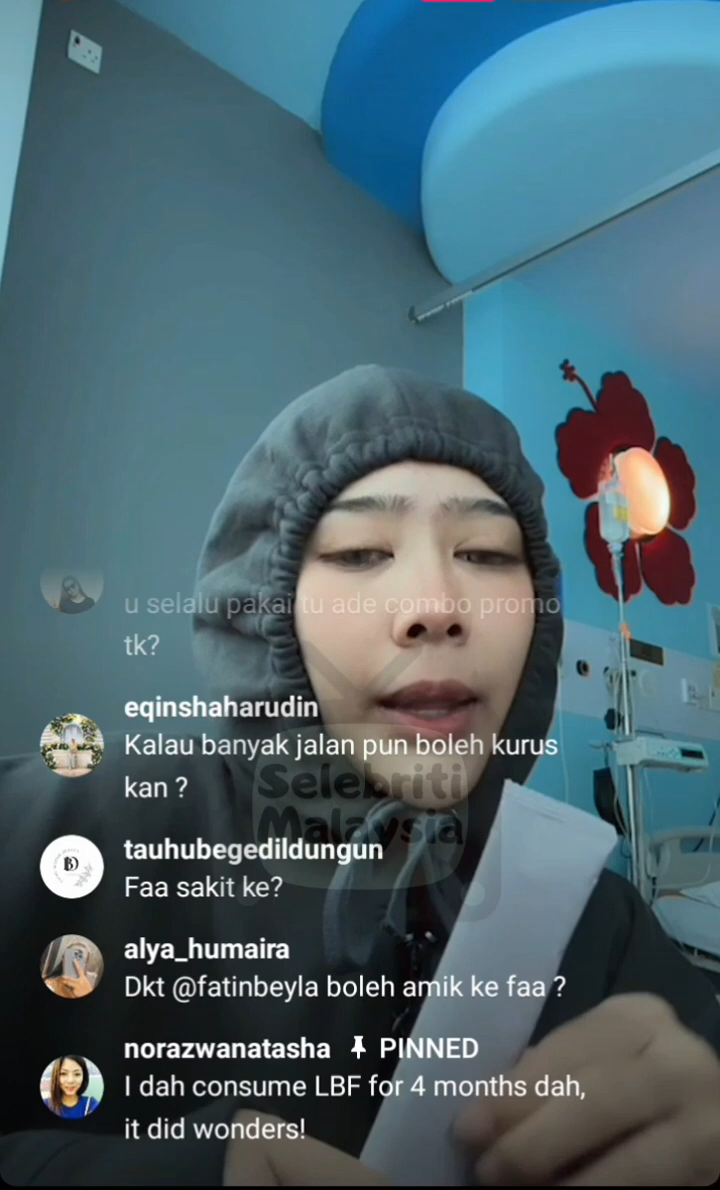 u selalu pakai tu ade combo promo
tk?
eqinshaharudin
Kalau banyak jalan pun boleh kurus
kan ?
Selebriti
Malaysia
tauhubegedildungun
Faa sakit ke?
alya_humaira
Dkt @fatinbeyla boleh amik ke faa ?
norazwanatasha PINNED
I dah consume LBF for 4 months dah,
it did wonders!